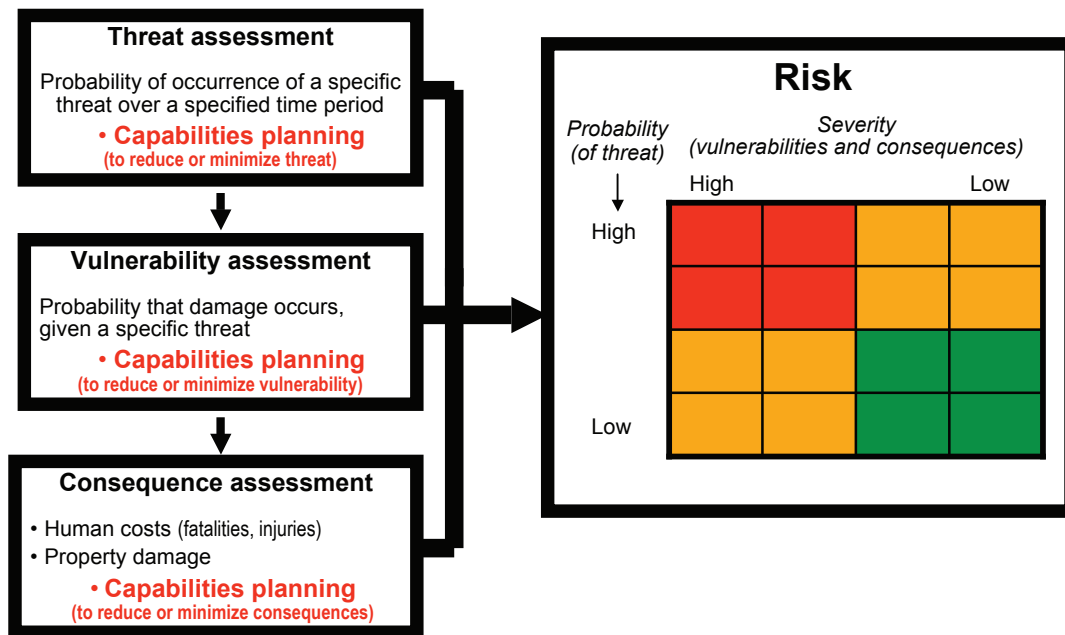 Threat assessment
Probability of occurrence of a specific
threat over a specified time period
• Capabilities planning
(to reduce or minimize threat)
Vulnerability assessment
Probability that damage occurs,
given a specific threat
• Capabilities planning
(to reduce or minimize vulnerability)
Consequence assessment
• Human costs (fatalities, injuries)
• Property damage
• Capabilities planning
(to reduce or minimize consequences)
Risk
Probability
(of threat)
Severity
(vulnerabilities and consequences)
High
Low
High
Low